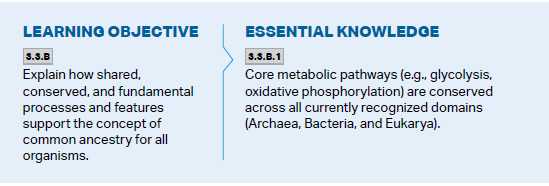 LEARNING OBJECTIVE
3.3.B
Explain how shared,
conserved, and fundamental
processes and features
support the concept of
common ancestry for all
organisms.
ESSENTIAL KNOWLEDGE
3.3.B.1
Core metabolic pathways (e.g., glycolysis,
oxidative phosphorylation) are conserved
across all currently recognized domains
(Archaea, Bacteria, and Eukarya).